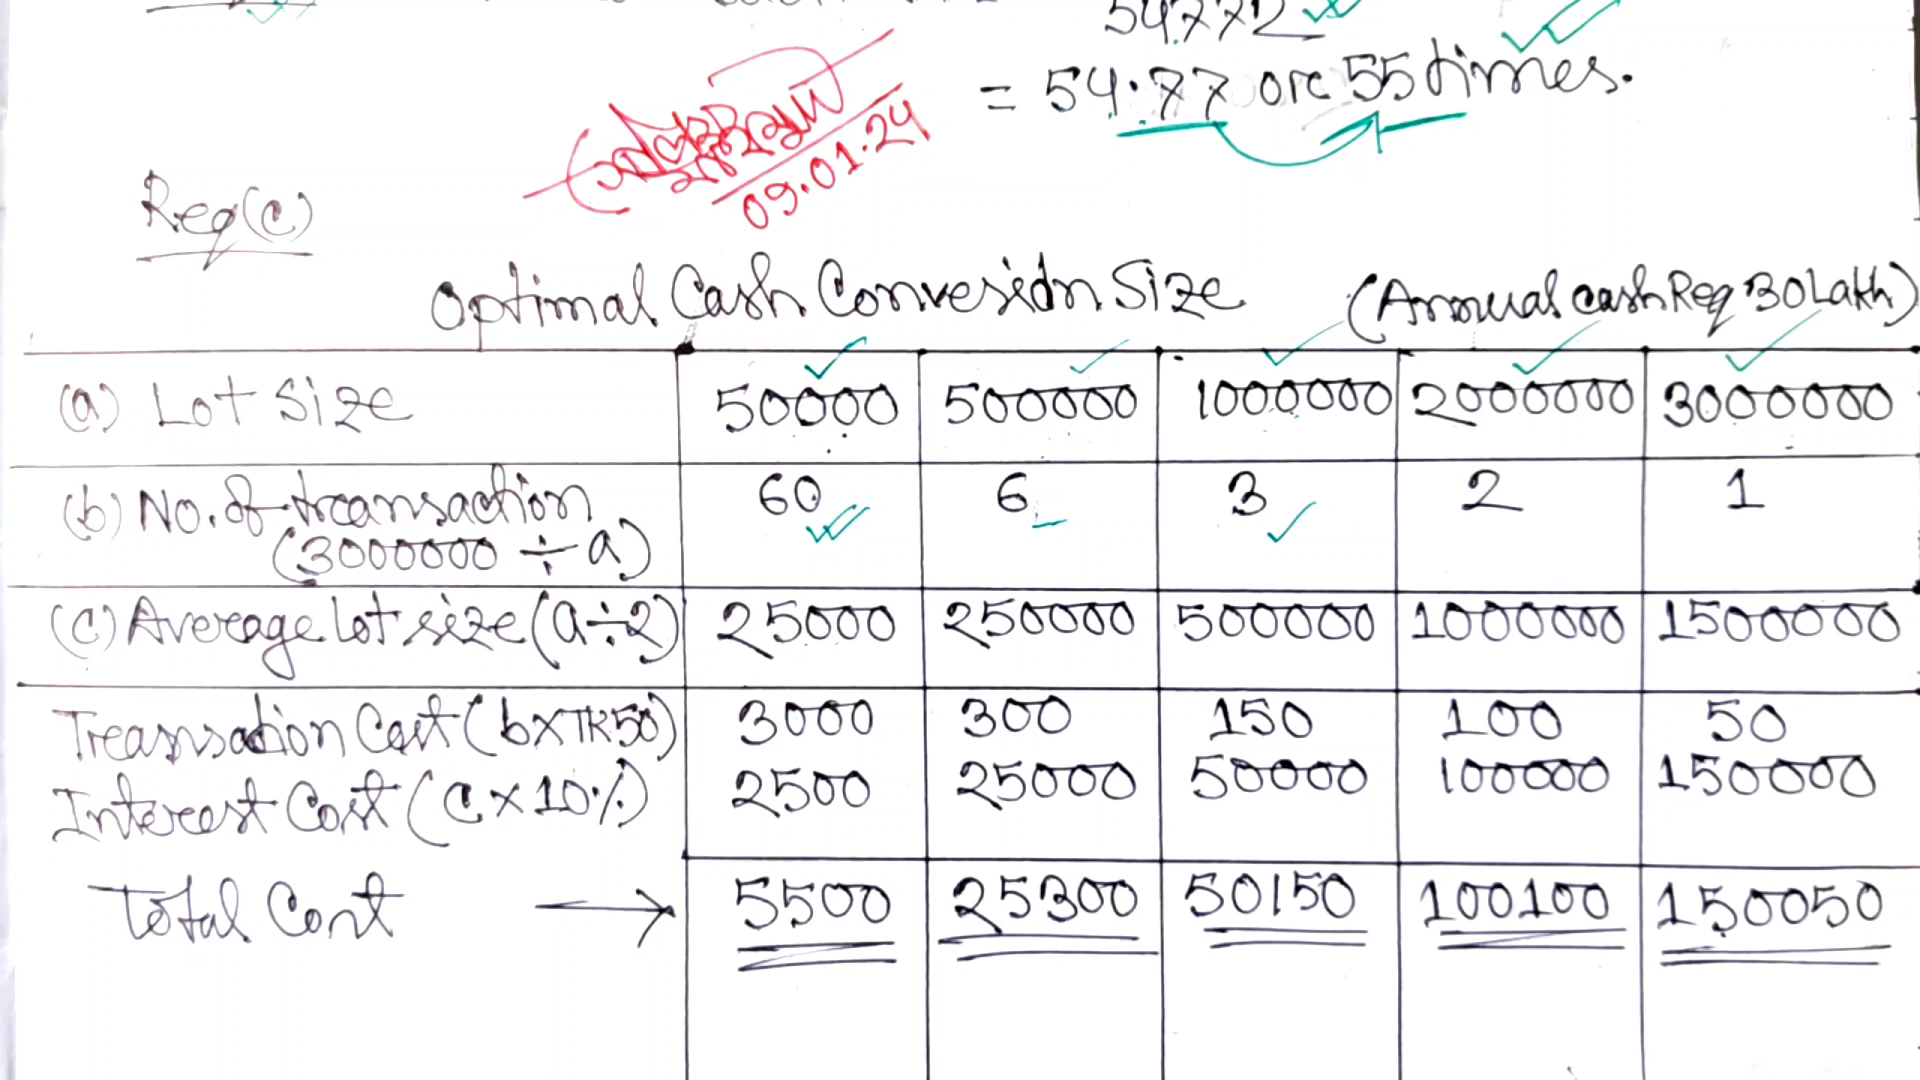 54772
= 54.77 or 55 times.
09.01.24
Req(c)
Optimal Cash Conversion Size (Annual cash Req 30 Lakh)
(a) Lot Size 50000 500000 1000000 2000000 3000000
(b) No. of transaction 60 6 3 2 1
(3000000 ÷ a)
(c) Average lot size (a÷2) 25000 250000 500000 1000000 1500000
Transation Cost (b×TK50) 3000 300 150 100 50
Interest Cost (c × 10%) 2500 25000 50000 100000 150000
Total Cost → 5500 25300 50150 100100 150050